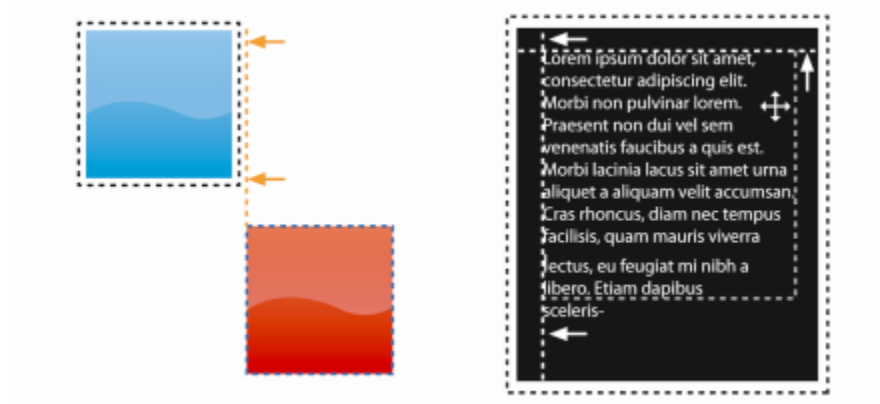 Lorem ipsum dolor sit amet,
consectetur adipiscing elit.
Morbi non pulvinar lorem.
Praesent non dui vel sem
venenatis faucibus a quis est.
Morbi lacinia lacus sit amet urna
aliquet a aliquam velit accumsan.
Cras rhoncus, diam nec tempus
facilisis, quam mauris viverra
lectus, eu feugiat mi nibh a
libero. Etiam dapibus
sceleris-